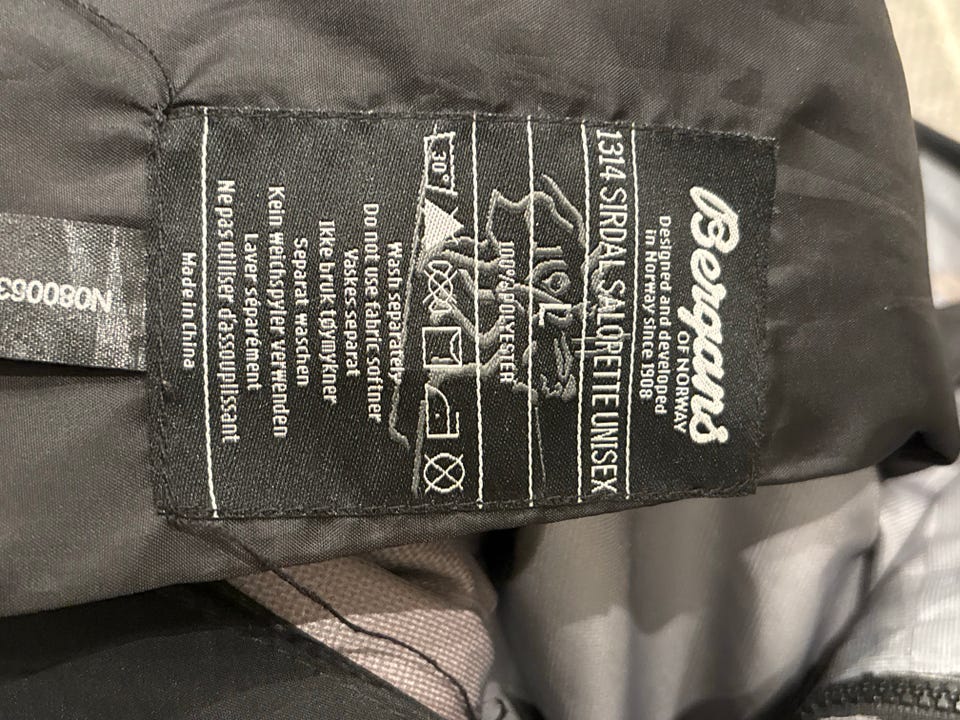 Bergans
OF NORWAY
Designed and developed
in Norway since 1908
1314 SIRDAL SALOPETTE UNISEX
L
100% POLYESTER
30°
Wash separately
Do not use fabric softner
Vaskes separat
Ikke bruk tøymykner
Separat waschen
Kein weichspyler verwenden
Laver séparément
Ne pas utiliser d'assouplissant
Made in China
N080063